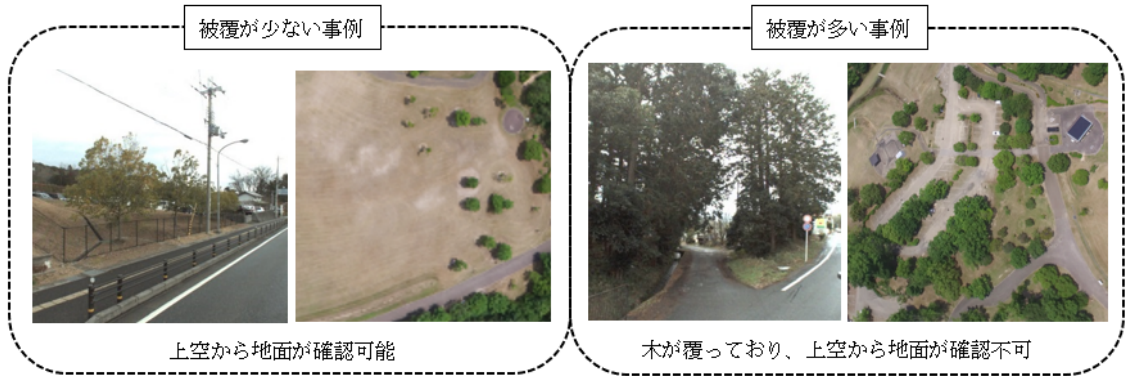 被覆が少ない事例
上空から地面が確認可能
被覆が多い事例
木が覆っており、上空から地面が確認不可